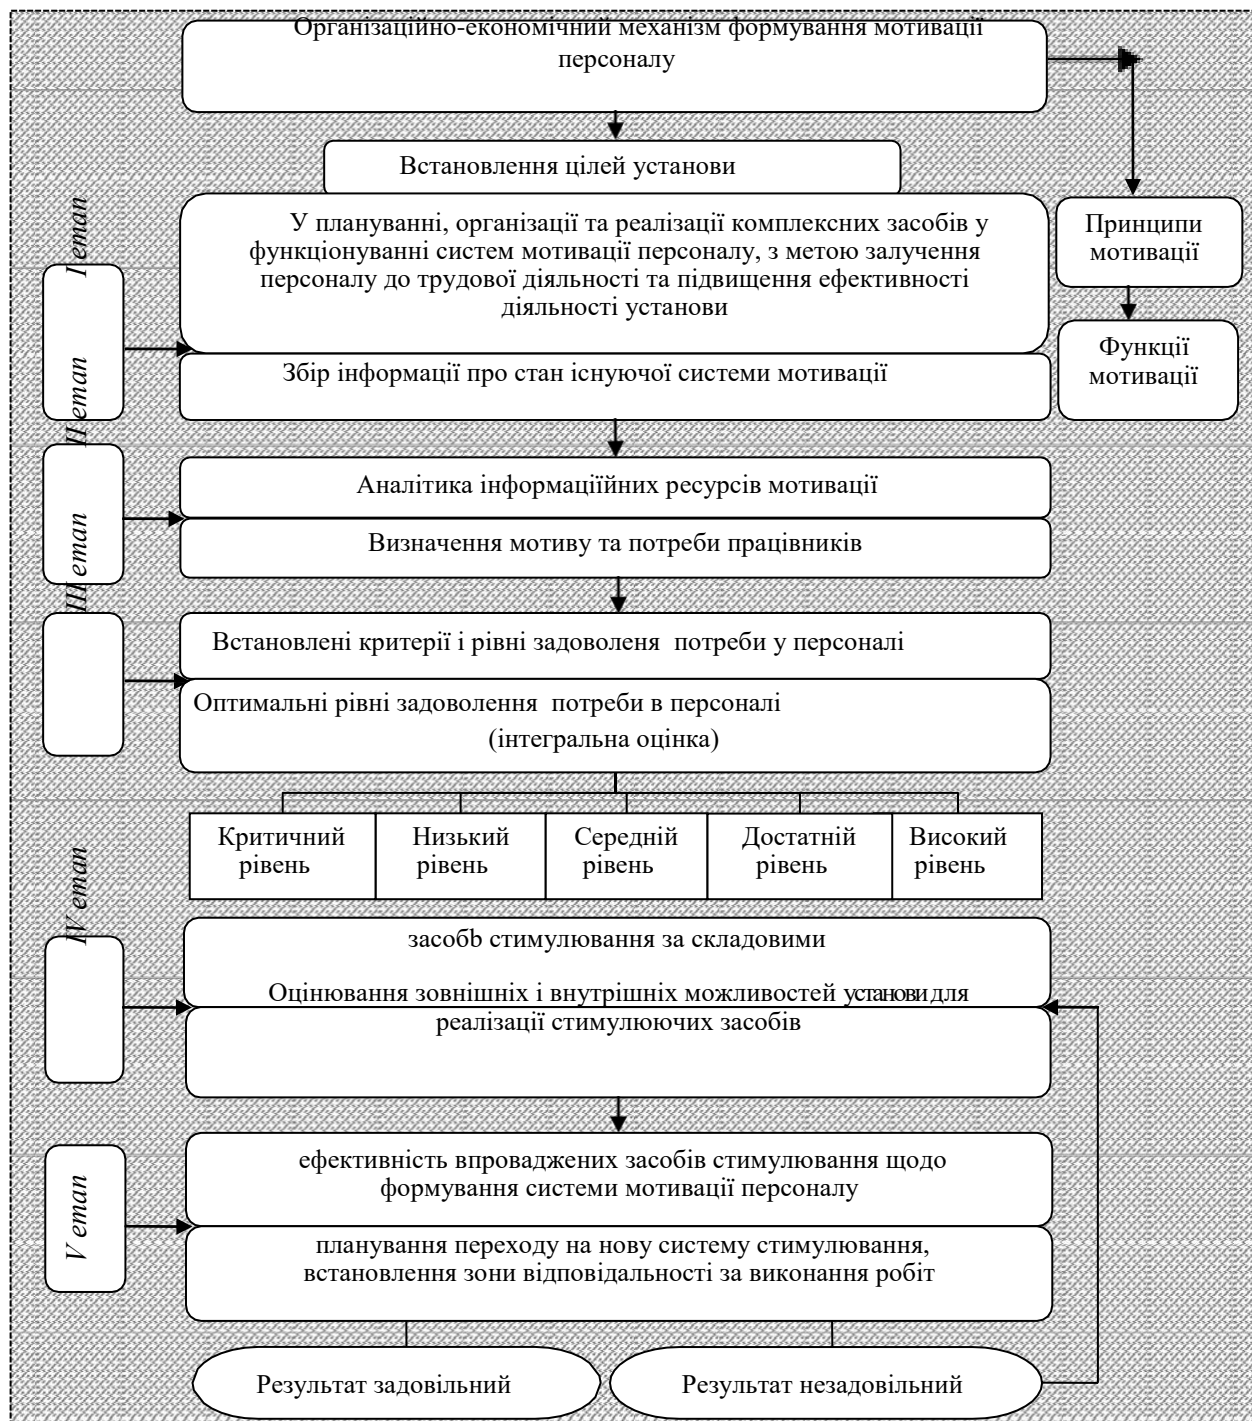 Організаційно-економічний механізм формування мотивації
персоналу
Встановлення цілей установи
І етап
У плануванні, організації та реалізації комплексних засобів у
функціонуванні систем мотивації персоналу, з метою залучення
персоналу до трудової діяльності та підвищення ефективності
діяльності установи
Принципи
мотивації
Функції
мотивації
Збір інформації про стан існуючої системи мотивації
ІІ етап
Аналітика інформаціїйних ресурсів мотивації
Визначення мотиву та потреби працівників
ІІІ етап
Встановлені критерії і рівні задоволеня потреби у персоналі
Оптимальні рівні задоволення потреби в персоналі
(інтегральна оцінка)
Критичний
рівень
Низький
рівень
Середній
рівень
Достатній
рівень
Високий
рівень
IV етап
засобb стимулювання за складовими
Оцінювання зовнішніх і внутрішніх можливостей установи для
реалізації стимулюючих засобів
V етап
ефективність впроваджених засобів стимулювання щодо
формування системи мотивації персоналу
планування переходу на нову систему стимулювання,
встановлення зони відповідальності за виконання робіт
Результат задовільний
Результат незадовільний